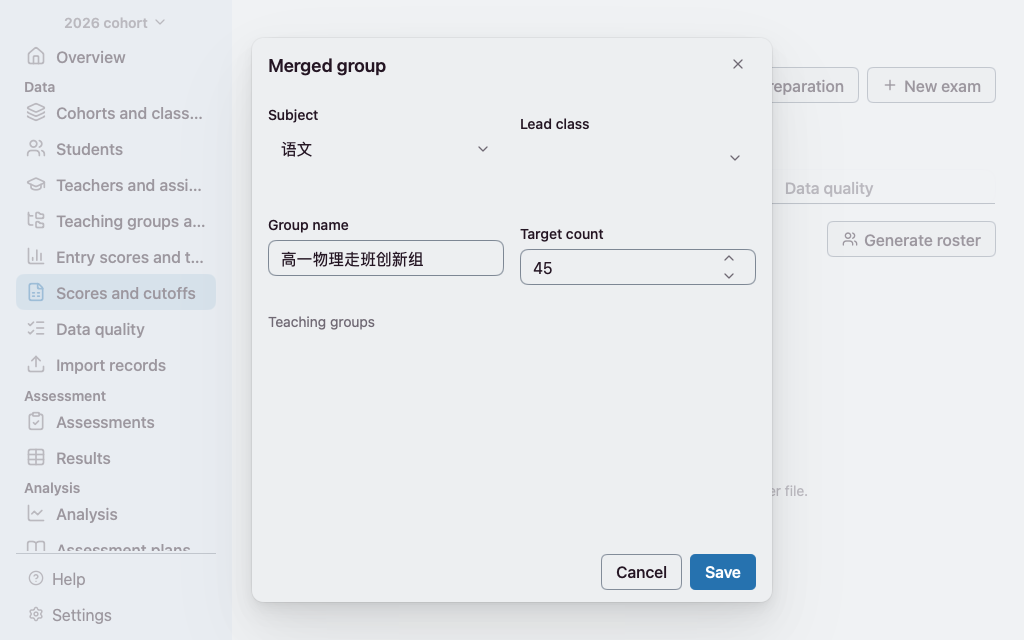 2026 cohort
Overview
Data
Cohorts and class...
Students
Teachers and assi...
Teaching groups a...
Entry scores and t...
Scores and cutoffs
Data quality
Import records
Assessment
Assessments
Results
Analysis
Analysis
Assessment plans
Help
Settings
Merged group
Subject
语文
Lead class
Group name
高一物理走班创新组
Target count
45
Teaching groups
Cancel
Save
reparation
New exam
Data quality
Generate roster
er file.